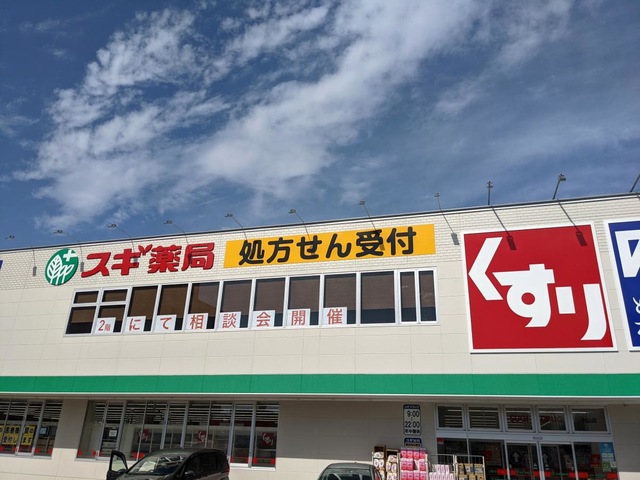 スギ薬局
処方せん受付
くすり
2階にて相談会開催
9:00
22:00